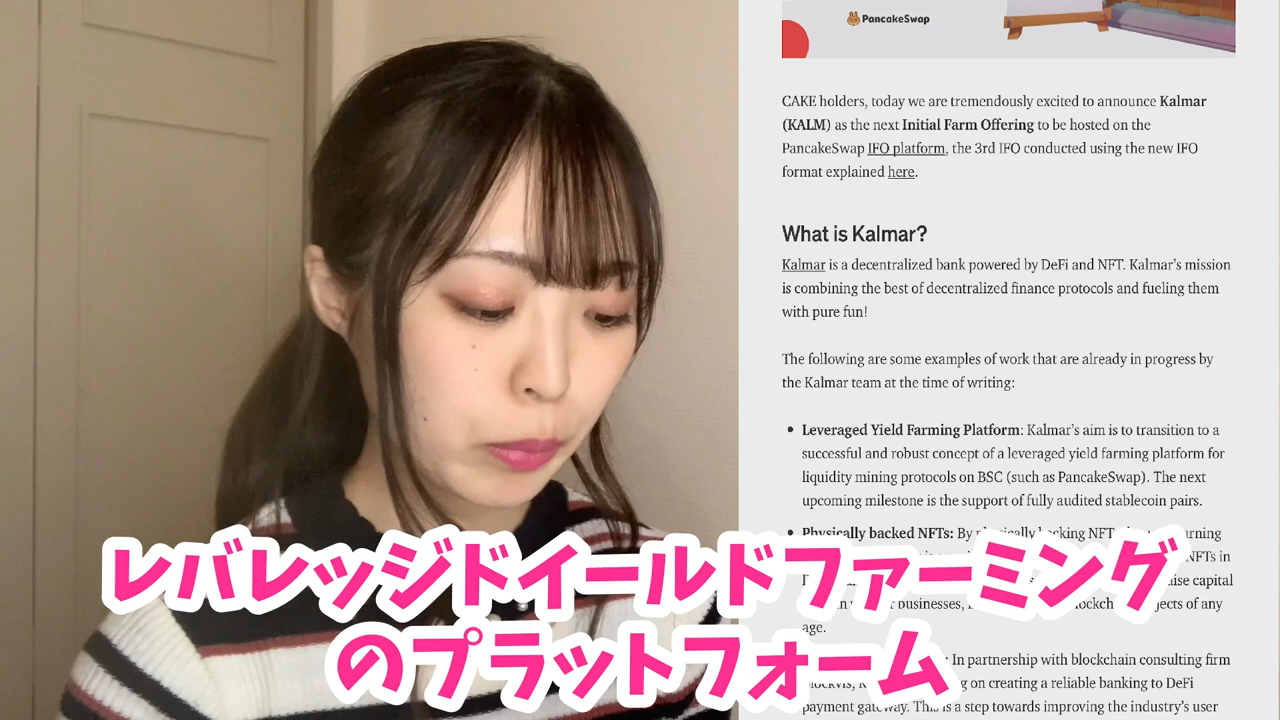 PancakeSwap
CAKE holders, today we are tremendously excited to announce Kalmar
(KALM) as the next Initial Farm Offering to be hosted on the
PancakeSwap IFO platform, the 3rd IFO conducted using the new IFO
format explained here.
What is Kalmar?
Kalmar is a decentralized bank powered by DeFi and NFT. Kalmar's mission
is combining the best of decentralized finance protocols and fueling them
with pure fun!
The following are some examples of work that are already in progress by
the Kalmar team at the time of writing:
Leveraged Yield Farming Platform: Kalmar's aim is to transition to a
successful and robust concept of a leveraged yield farming platform for
liquidity mining protocols on BSC (such as PancakeSwap). The next
upcoming milestone is the support of fully audited stablecoin pairs.
Physically backed NFTs: By
NFTs in
capital
businesses, of any
age.
In partnership with blockchain consulting firm
on creating a reliable banking to DeFi
payment gateway. This is a step towards improving the industry's user
レバレッジドイールドファーミング
のプラットフォーム